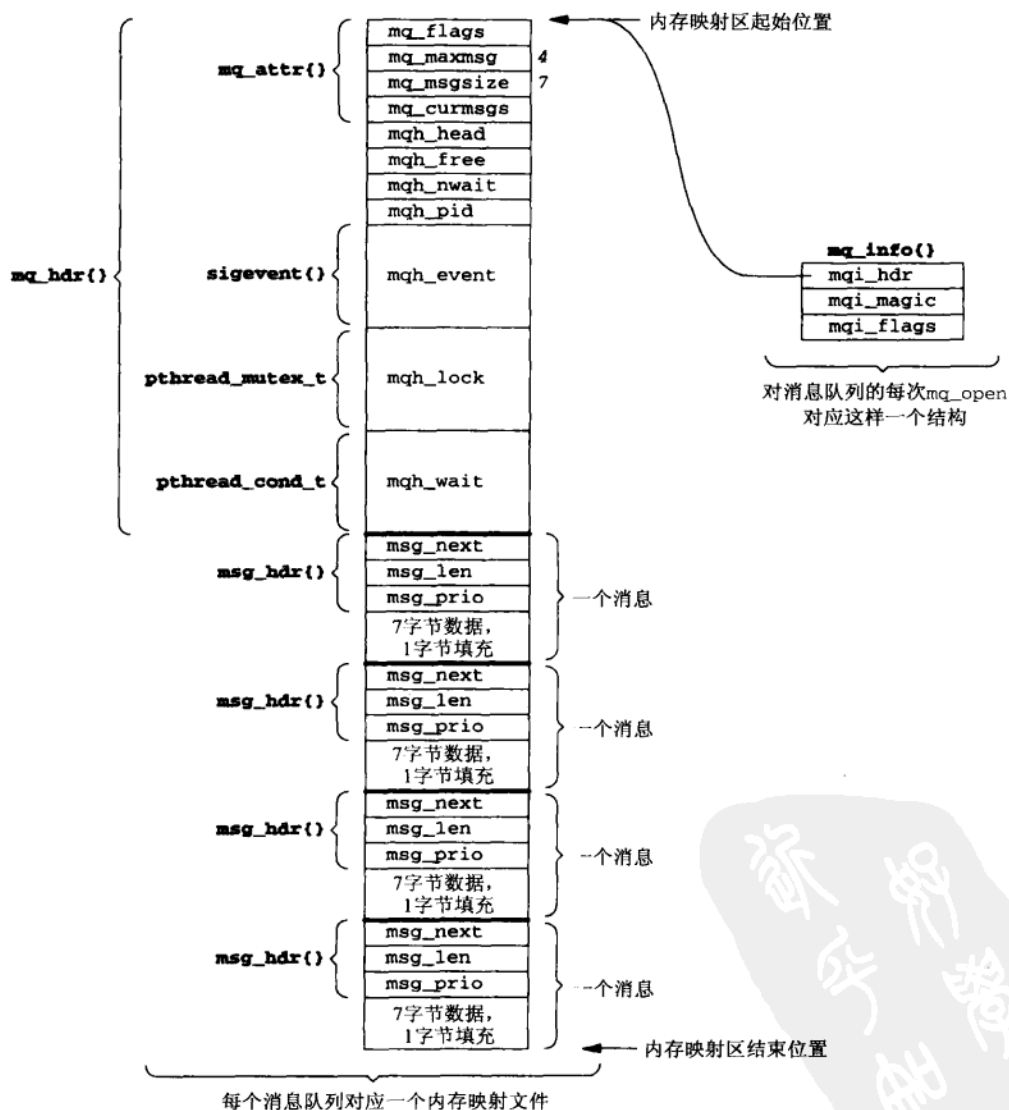 内存映射区起始位置
mq_flags
mq_attr{}
mq_maxmsg 4
mq_msgsize 7
mq_curmsgs
mqh_head
mqh_free
mqh_nwait
mqh_pid
mq_hdr{}
sigevent{}
mqh_event
mq_info{}
mqi_hdr
mqi_magic
mqi_flags
对消息队列的每次mq_open
对应这样一个结构
pthread_mutex_t
mqh_lock
pthread_cond_t
mqh_wait
msg_hdr{}
msg_next
msg_len
msg_prio
7字节数据,
1字节填充
一个消息
msg_hdr{}
msg_next
msg_len
msg_prio
7字节数据,
1字节填充
一个消息
msg_hdr{}
msg_next
msg_len
msg_prio
7字节数据,
1字节填充
一个消息
msg_hdr{}
msg_next
msg_len
msg_prio
7字节数据,
1字节填充
一个消息
内存映射区结束位置
每个消息队列对应一个内存映射文件